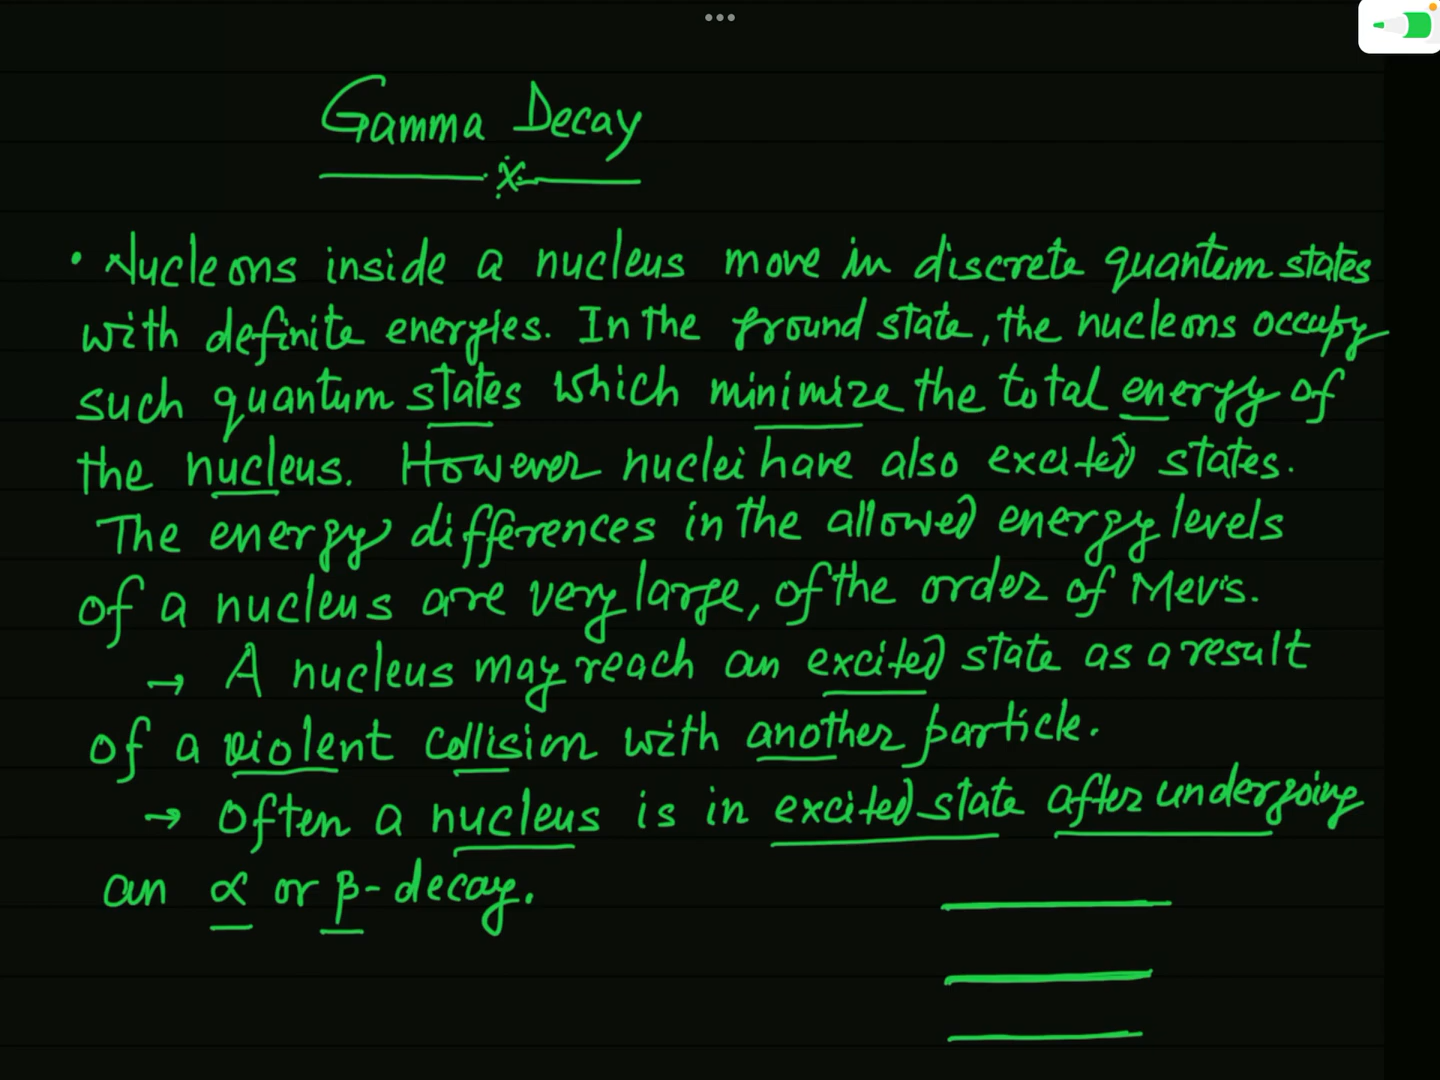 Gamma Decay
• Nucleons inside a nucleus move in discrete quantum states
with definite energies. In the ground state, the nucleons occupy
such quantum states which minimize the total energy of
the nucleus. However nuclei have also excited states.
The energy differences in the allowed energy levels
of a nucleus are very large, of the order of Mev's.
→ A nucleus may reach an excited state as a result
of a violent collision with another particle.
→ Often a nucleus is in excited state after undergoing
an α or β-decay.